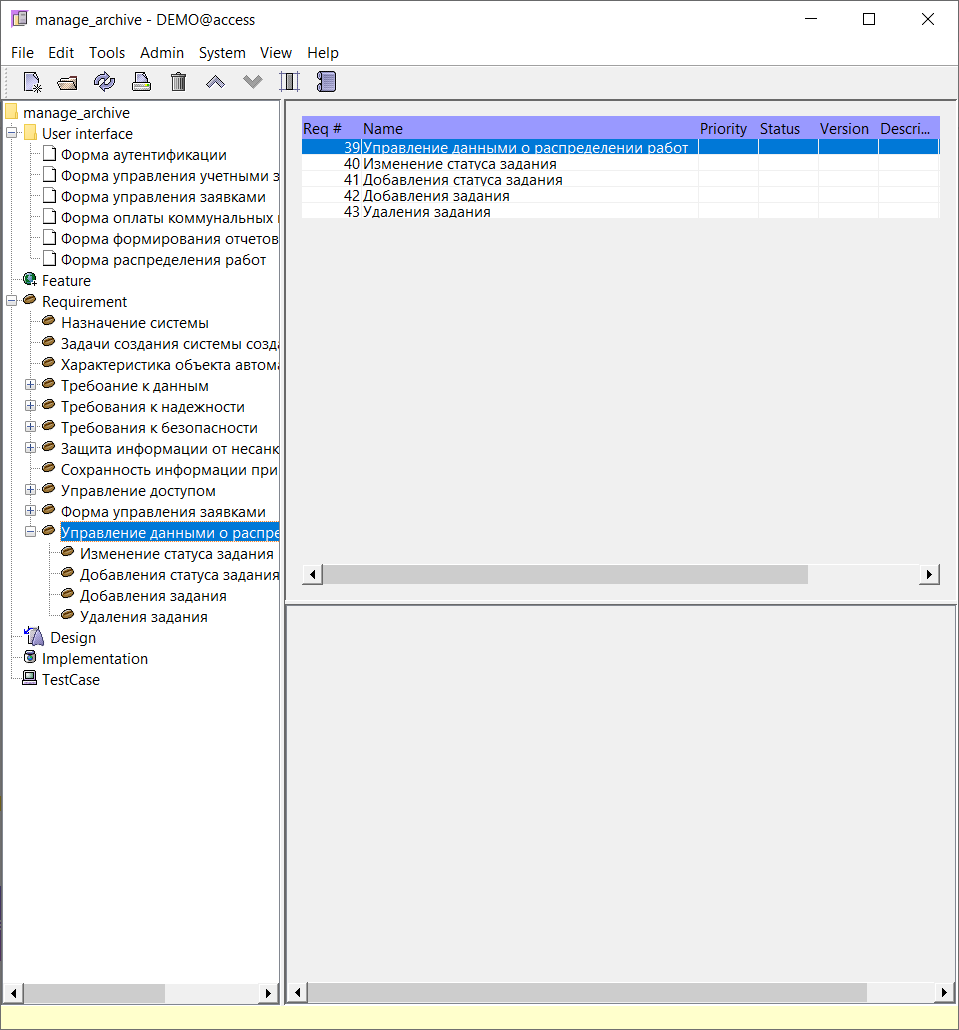 manage_archive - DEMO@access
File Edit Tools Admin System View Help
manage_archive
User interface
Форма аутентификации
Форма управления учетными з
Форма управления заявками
Форма оплаты коммунальных
Форма формирования отчетов
Форма распределения работ
Feature
Requirement
Назначение системы
Задачи создания системы созд
Характеристика объекта автома
Требоание к данным
Требования к надежности
Требования к безопасности
Защита информации от несанк
Сохранность информации при
Управление доступом
Форма управления заявками
Управление данными о распре
Изменение статуса задания
Добавления статуса задания
Добавления задания
Удаления задания
Design
Implementation
TestCase
Req # Name Priority Status Version Descri...
39 Управление данными о распределении работ
40 Изменение статуса задания
41 Добавления статуса задания
42 Добавления задания
43 Удаления задания